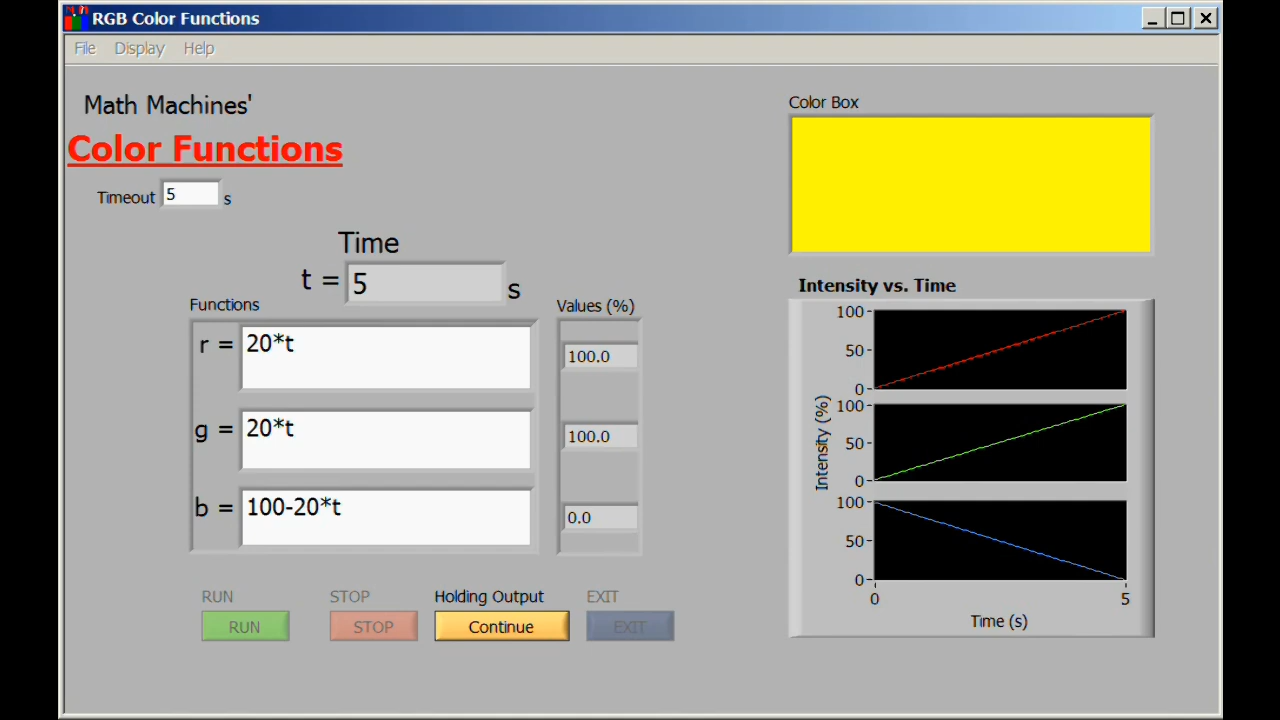 RGB Color Functions
File Display Help
Math Machines'
Color Functions
Timeout 5 s
Time
t = 5 s
Functions
Values (%)
r = 20*t
100.0
g = 20*t
100.0
b = 100-20*t
0.0
RUN
STOP
Holding Output
EXIT
RUN
STOP
Continue
EXIT
Color Box
Intensity vs. Time
Intensity (%)
100
50
0
100
50
0
100
50
0
0
5
Time (s)